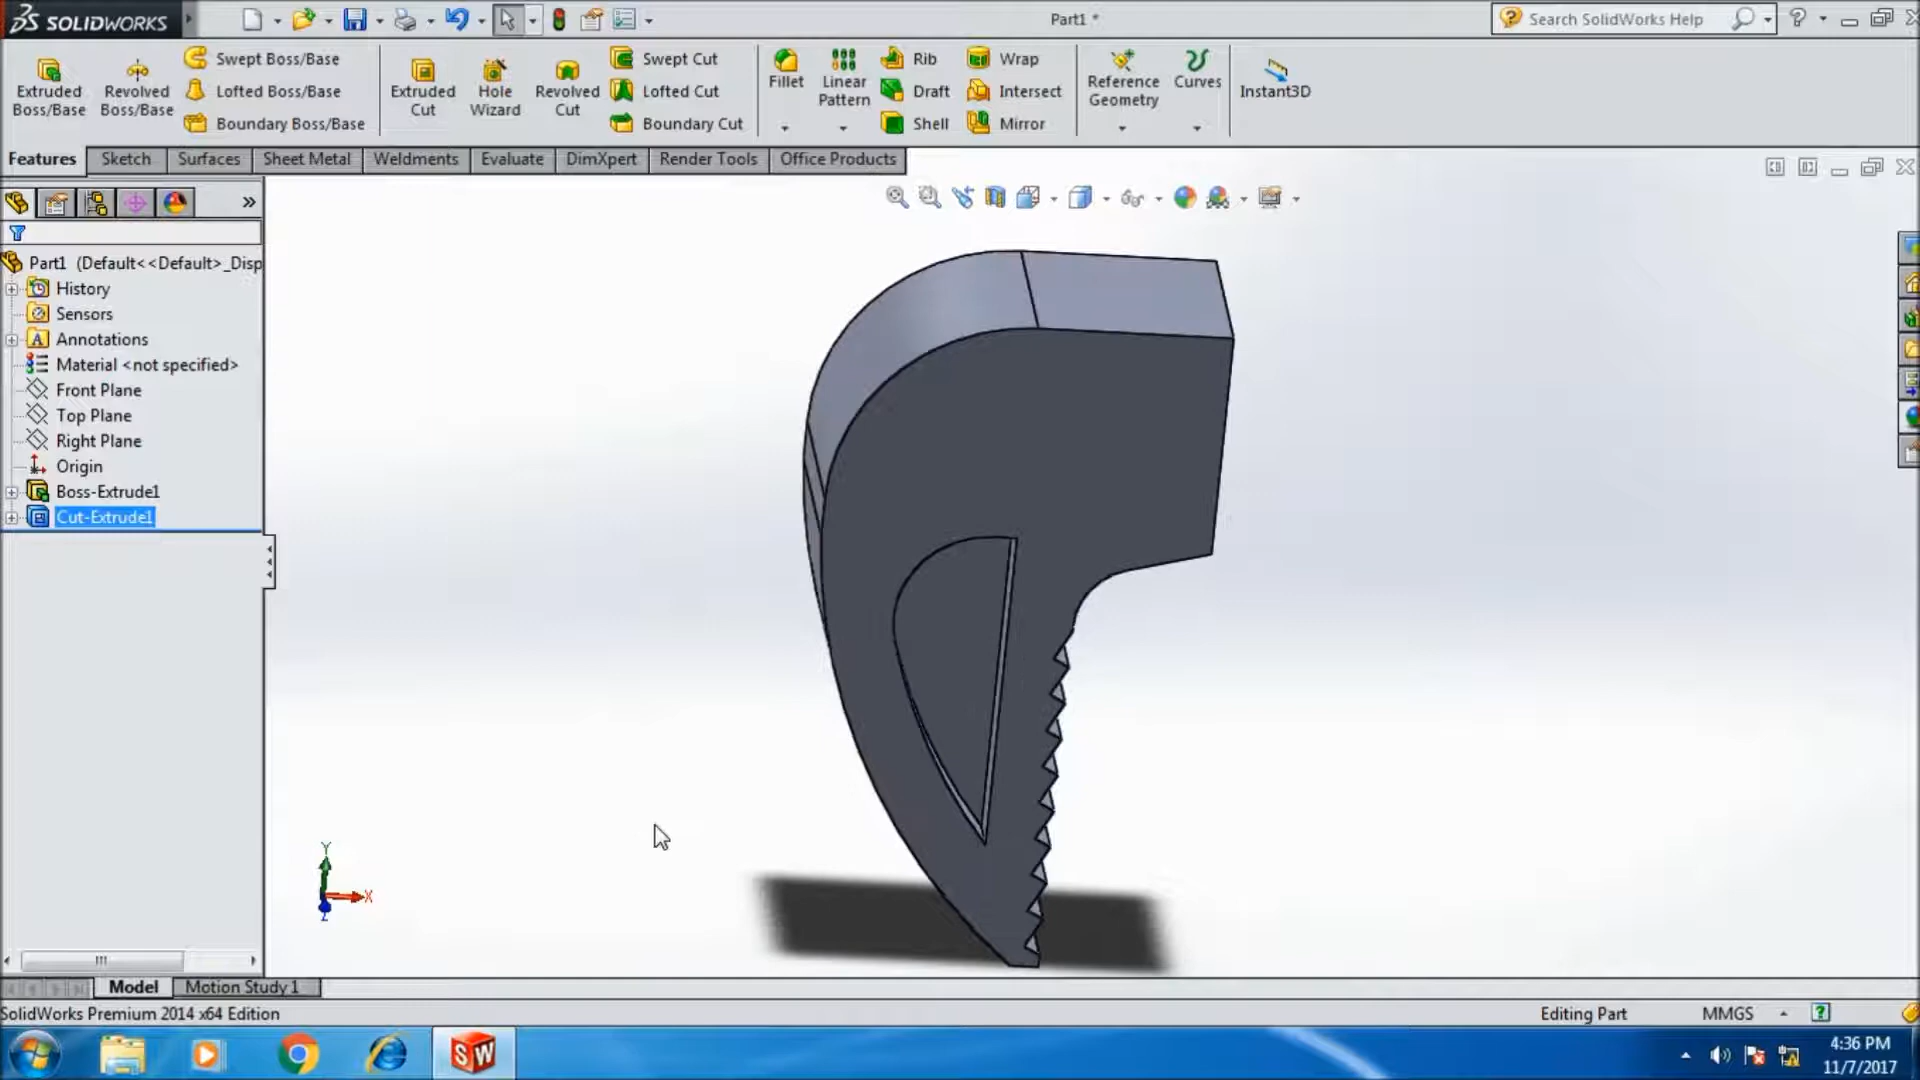 SOLIDWORKS
Part1 *
Search SolidWorks Help
Extruded Boss/Base
Revolved Boss/Base
Swept Boss/Base
Lofted Boss/Base
Boundary Boss/Base
Extruded Cut
Hole Wizard
Revolved Cut
Swept Cut
Lofted Cut
Boundary Cut
Fillet
Linear Pattern
Rib
Draft
Shell
Wrap
Intersect
Mirror
Reference Geometry
Curves
Instant3D
Features
Sketch
Surfaces
Sheet Metal
Weldments
Evaluate
DimXpert
Render Tools
Office Products
Part1 (Default<<Default>_Disp
History
Sensors
Annotations
Material <not specified>
Front Plane
Top Plane
Right Plane
Origin
Boss-Extrude1
Cut-Extrude1
Y
X
Z
Model
Motion Study 1
SolidWorks Premium 2014 x64 Edition
Editing Part
MMGS
SW
4:36 PM
11/7/2017